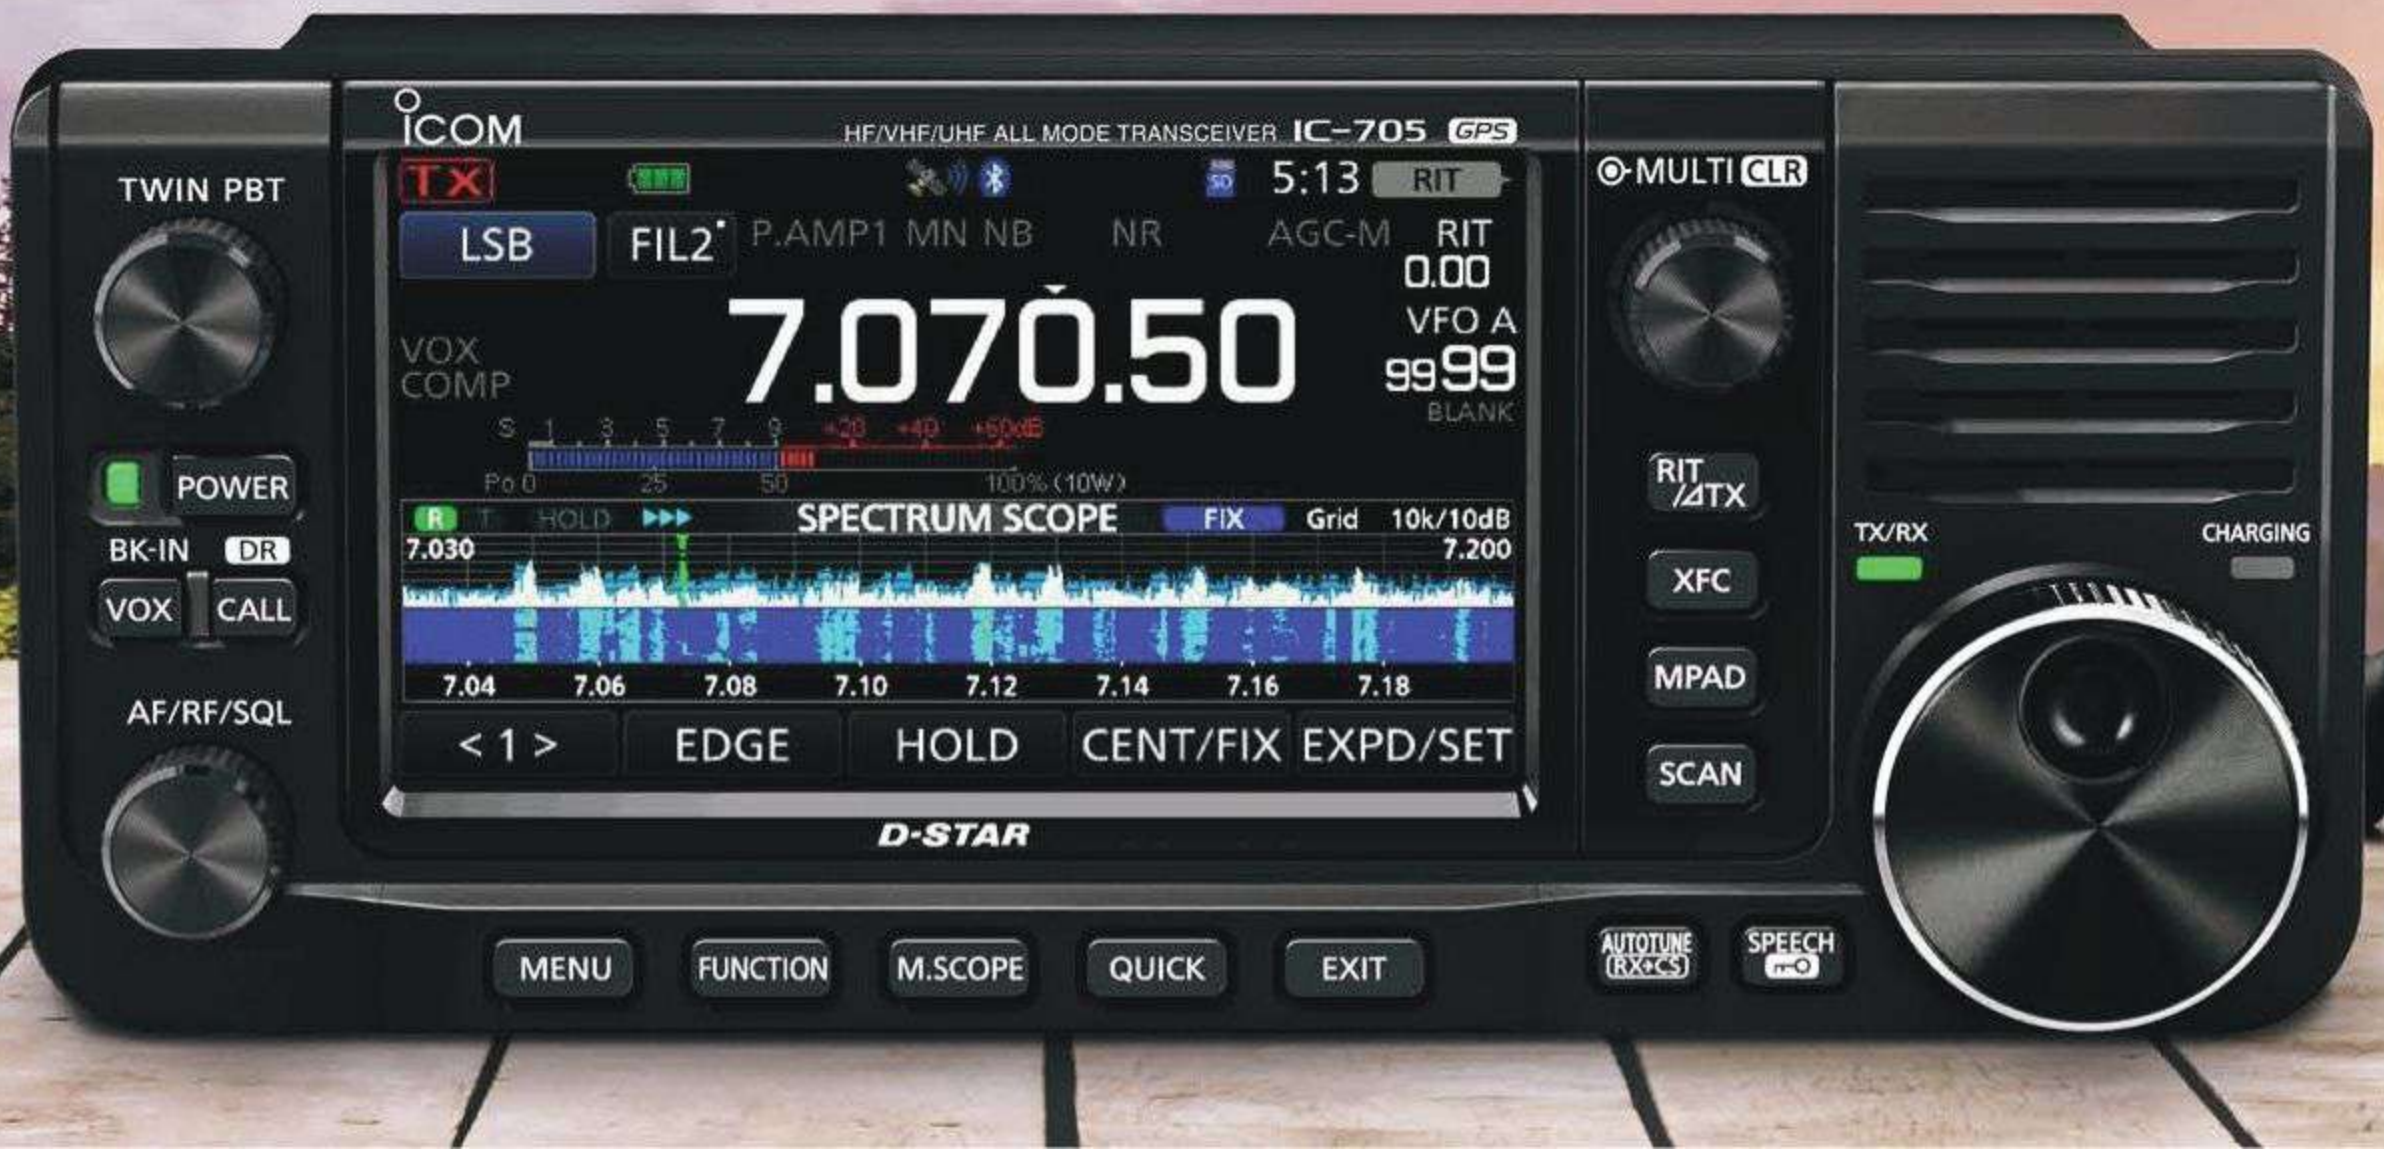 ICOM
HF/VHF/UHF ALL MODE TRANSCEIVER IC-705 GPS
TWIN PBT
TX 5:13 RIT
LSB FIL2 P.AMP1 MN NB NR AGC-M RIT
0.00
7.070.50
VFO A
VOX
COMP
9999
BLANK
S 1 3 5 7 9 +20 +40 +60dB
Po 0 25 50 100% (10W)
R T HOLD SPECTRUM SCOPE FIX Grid 10k/10dB
7.030 7.200
7.04 7.06 7.08 7.10 7.12 7.14 7.16 7.18
< 1 > EDGE HOLD CENT/FIX EXPD/SET
D-STAR
POWER
BK-IN DR
VOX CALL
AF/RF/SQL
MULTI CLR
RIT
/⊿TX
XFC
MPAD
SCAN
TX/RX CHARGING
MENU FUNCTION M.SCOPE QUICK EXIT
AUTOTUNE
RX→CS
SPEECH